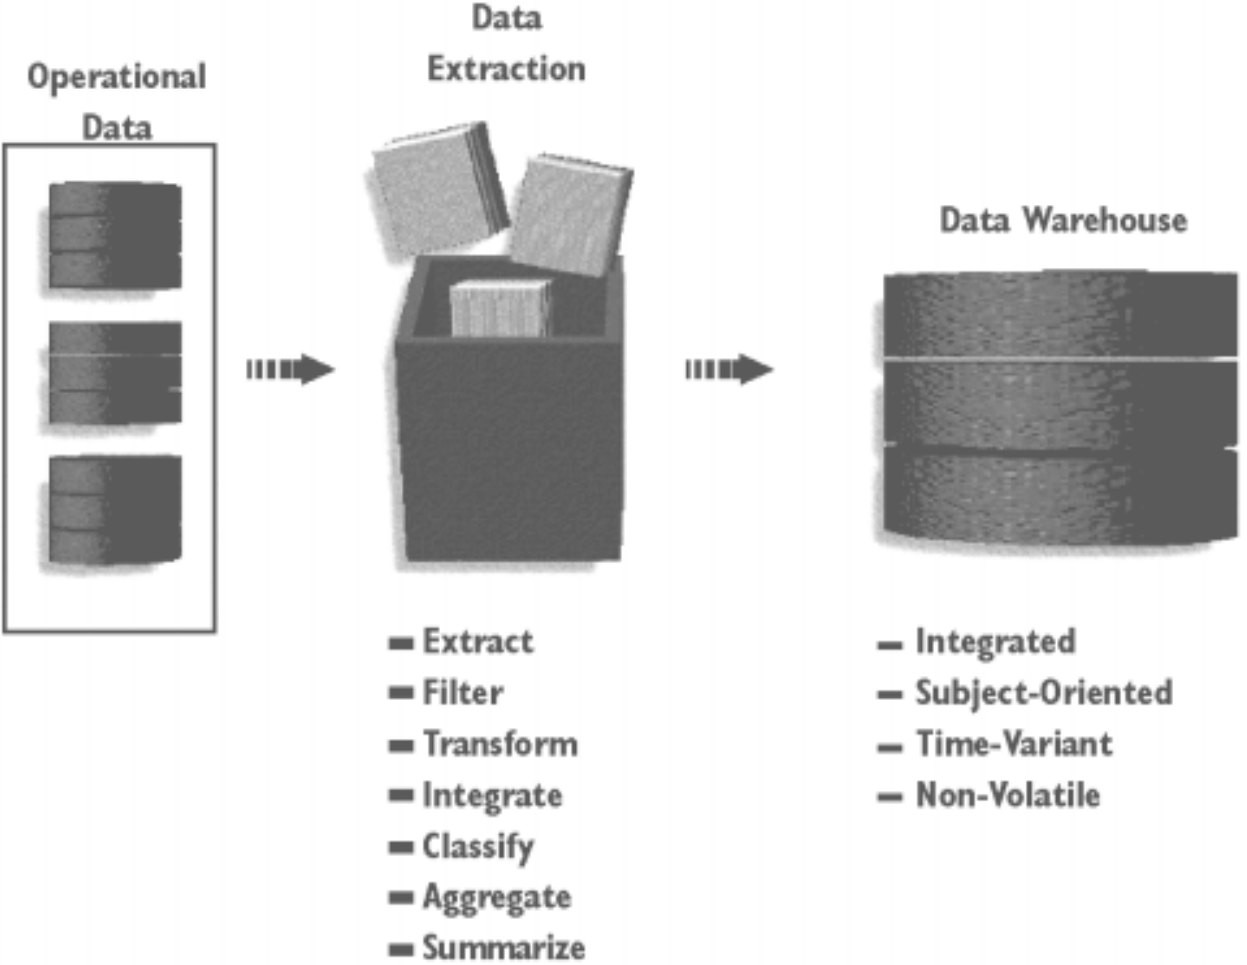 Operational
Data
Data
Extraction
Data Warehouse
Extract
Filter
Transform
Integrate
Classify
Aggregate
Summarize
Integrated
Subject-Oriented
Time-Variant
Non-Volatile